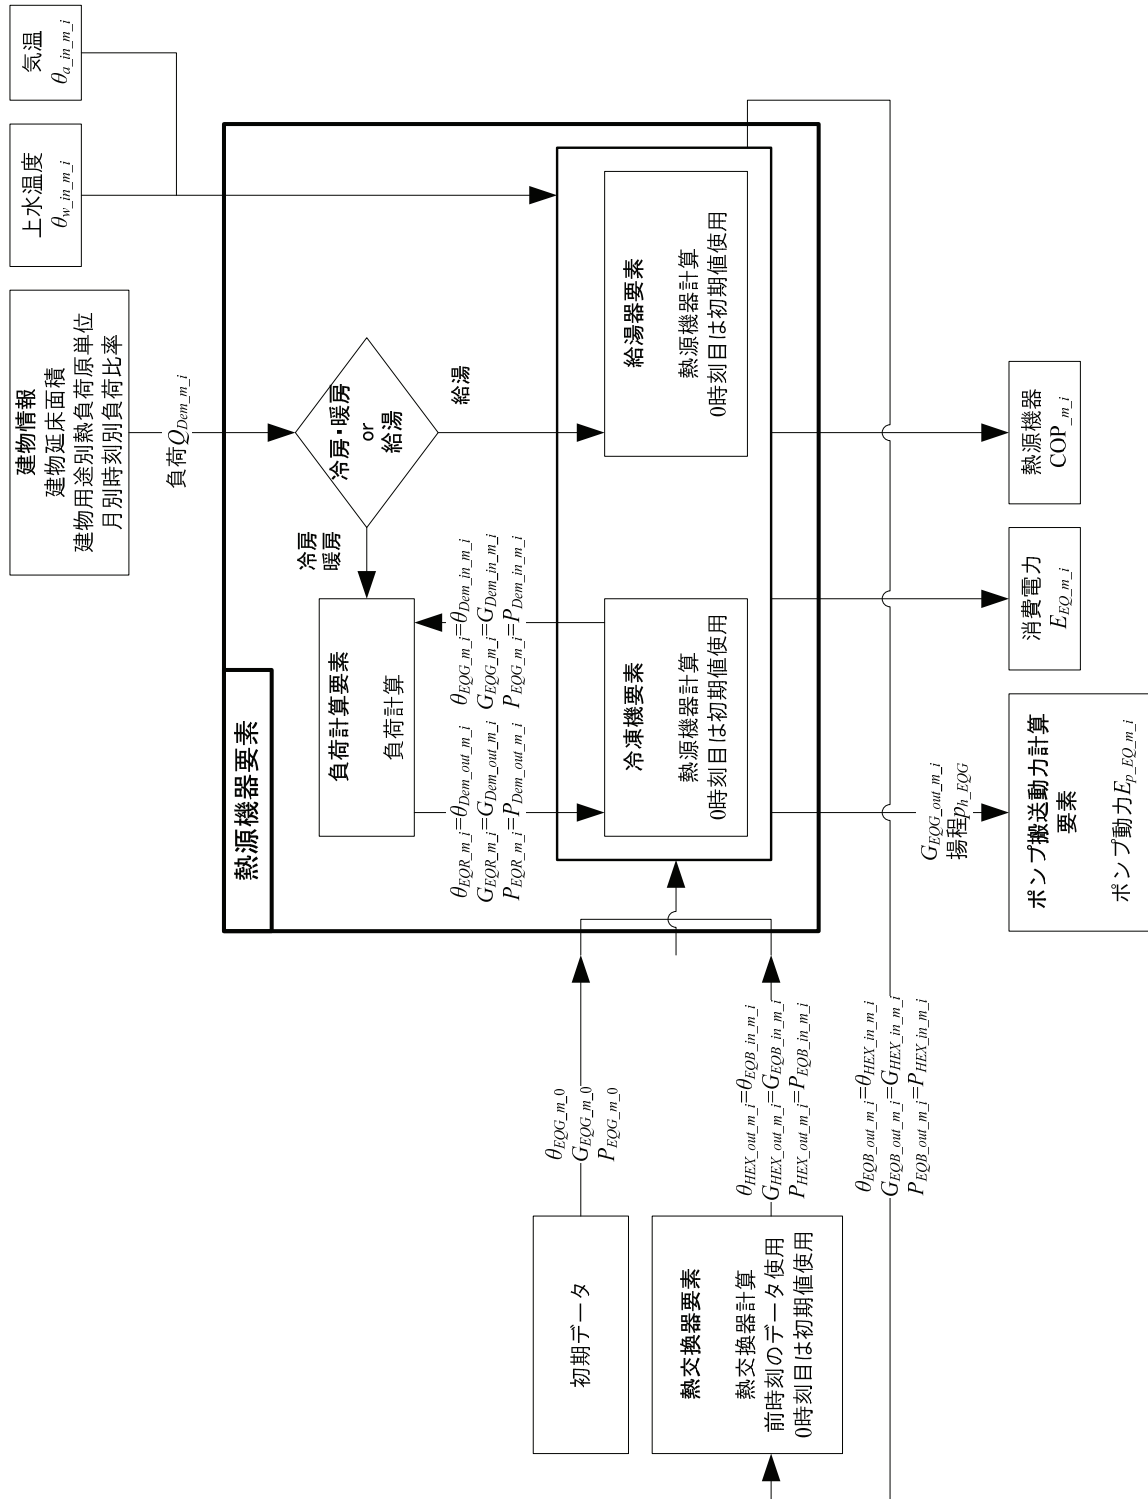 気温
θa_in_m_i
上水温度
θw_in_m_i
建物情報
建物延床面積
建物用途別熱負荷原単位
月別時刻別負荷比率
負荷QDem_m_i
熱源機器要素
冷房・暖房
or
給湯
冷房
暖房
給湯
負荷計算要素
負荷計算
θEQR_m_i=θDem_out_m_i
GEQR_m_i=GDem_out_m_i
PEQR_m_i=PDem_out_m_i
θEQG_m_i=θDem_in_m_i
GEQG_m_i=GDem_in_m_i
PEQG_m_i=PDem_in_m_i
冷凍機要素
熱源機器計算
0時刻目は初期値使用
給湯器要素
熱源機器計算
0時刻目は初期値使用
初期データ
θEQG_m_0
GEQG_m_0
PEQG_m_0
熱交換器要素
熱交換器計算
前時刻のデータ使用
0時刻目は初期値使用
θHEX_out_m_i=θEQB_in_m_i
GHEX_out_m_i=GEQB_in_m_i
PHEX_out_m_i=PEQB_in_m_i
θEQB_out_m_i=θHEX_in_m_i
GEQB_out_m_i=GHEX_in_m_i
PEQB_out_m_i=PHEX_in_m_i
GEQG_out_m_i
揚程ph_EQG
ポンプ搬送動力計算
要素
ポンプ動力Ep_EQ_m_i
消費電力
EEQ_m_i
熱源機器
COP_m_i